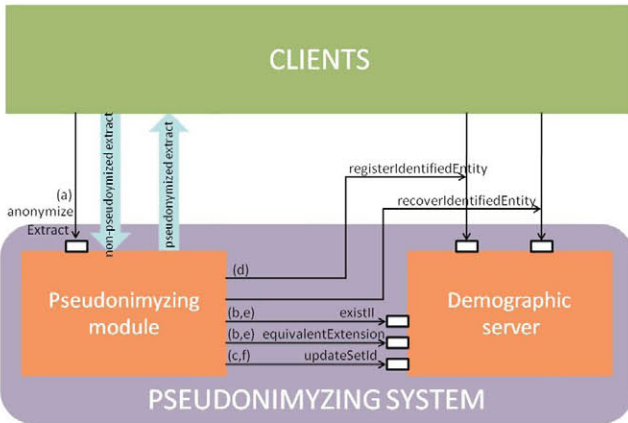 CLIENTS
(a)
anonymize
Extract
non-pseudoymized extract
pseudonymized extract
registerIdentifiedEntity
recoverIdentifiedEntity
Pseudonimyzing
module
(d)
(b,e) existII
(b,e) equivalentExtension
(c,f) updateSetId
Demographic
server
PSEUDONIMYZING SYSTEM